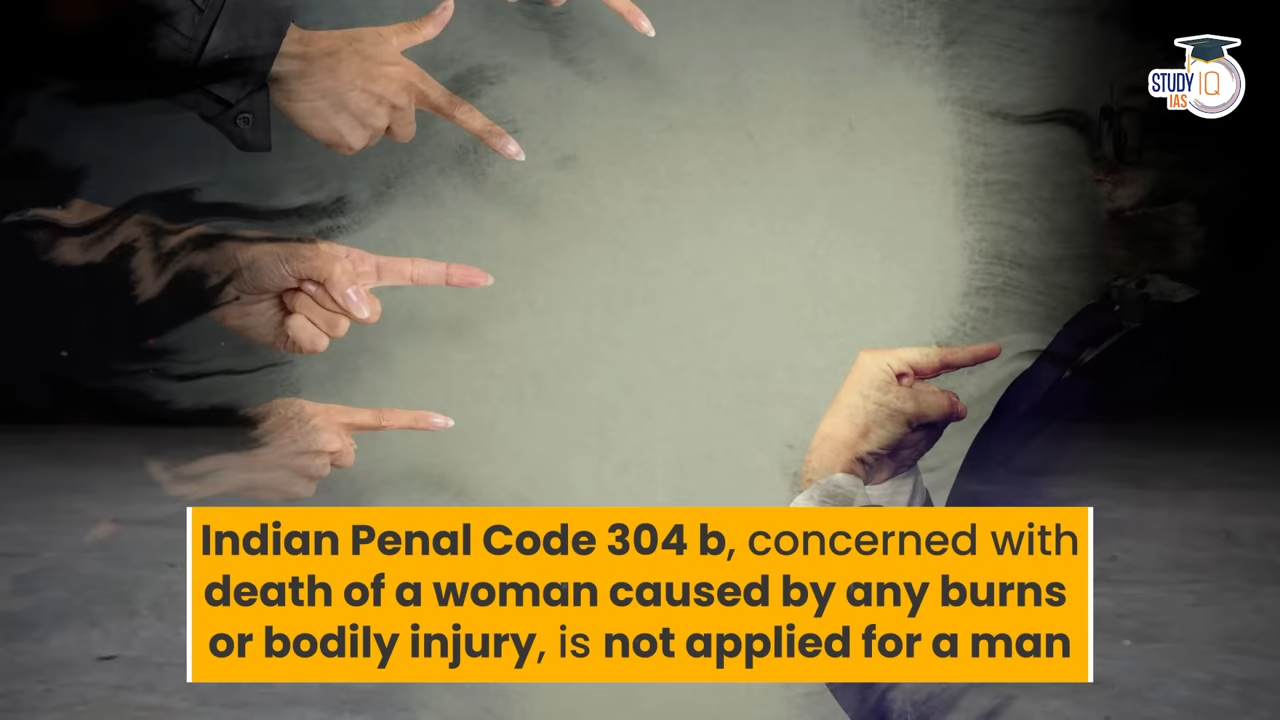 STUDY IQ
IAS
Indian Penal Code 304 b, concerned with
death of a woman caused by any burns
or bodily injury, is not applied for a man